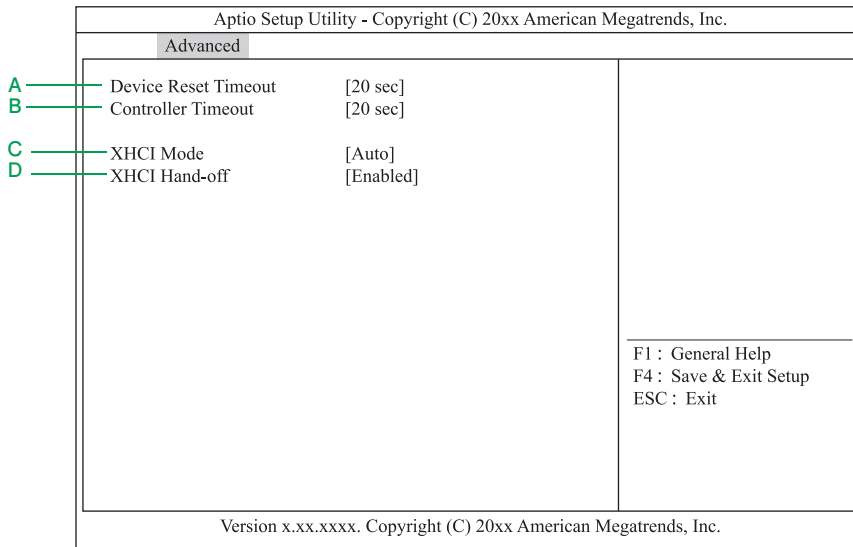 Aptio Setup Utility - Copyright (C) 20xx American Megatrends, Inc.
Advanced
A Device Reset Timeout [20 sec]
B Controller Timeout [20 sec]
C XHCI Mode [Auto]
D XHCI Hand-off [Enabled]
F1 : General Help
F4 : Save & Exit Setup
ESC : Exit
Version x.xx.xxxx. Copyright (C) 20xx American Megatrends, Inc.